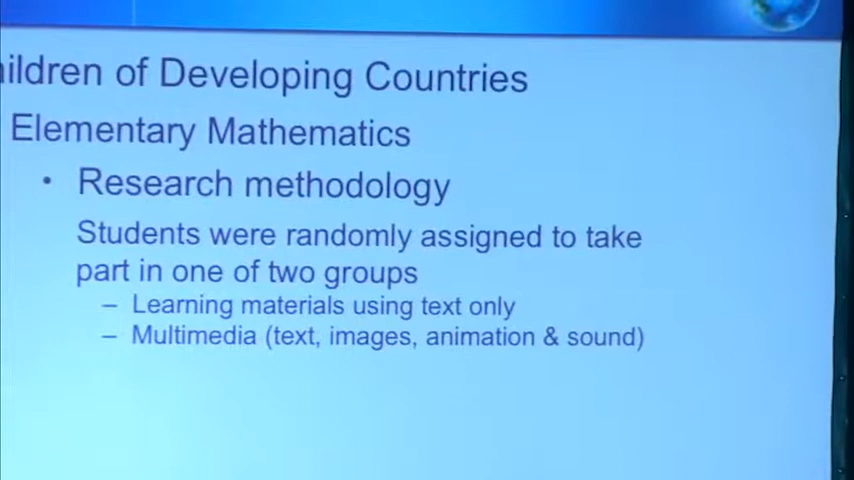 of Developing Countries
Elementary Mathematics
• Research methodology
Students were randomly assigned to take
part in one of two groups
– Learning materials using text only
– Multimedia (text, images, animation & sound)